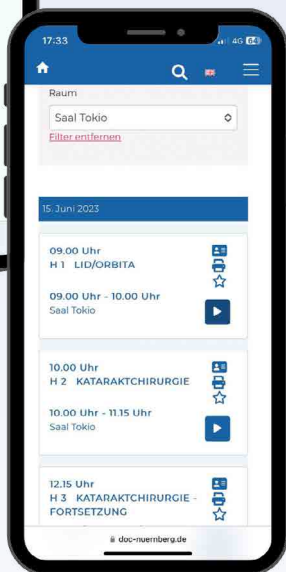 17:33
4G 64
Raum
Saal Tokio
Filter entfernen
15. Juni 2023
09.00 Uhr
H 1 LID/ORBITA
09.00 Uhr - 10.00 Uhr
Saal Tokio
10.00 Uhr
H 2 KATARAKTCHIRURGIE
10.00 Uhr - 11.15 Uhr
Saal Tokio
12.15 Uhr
H 3 KATARAKTCHIRURGIE -
FORTSETZUNG
doc-nuernberg.de